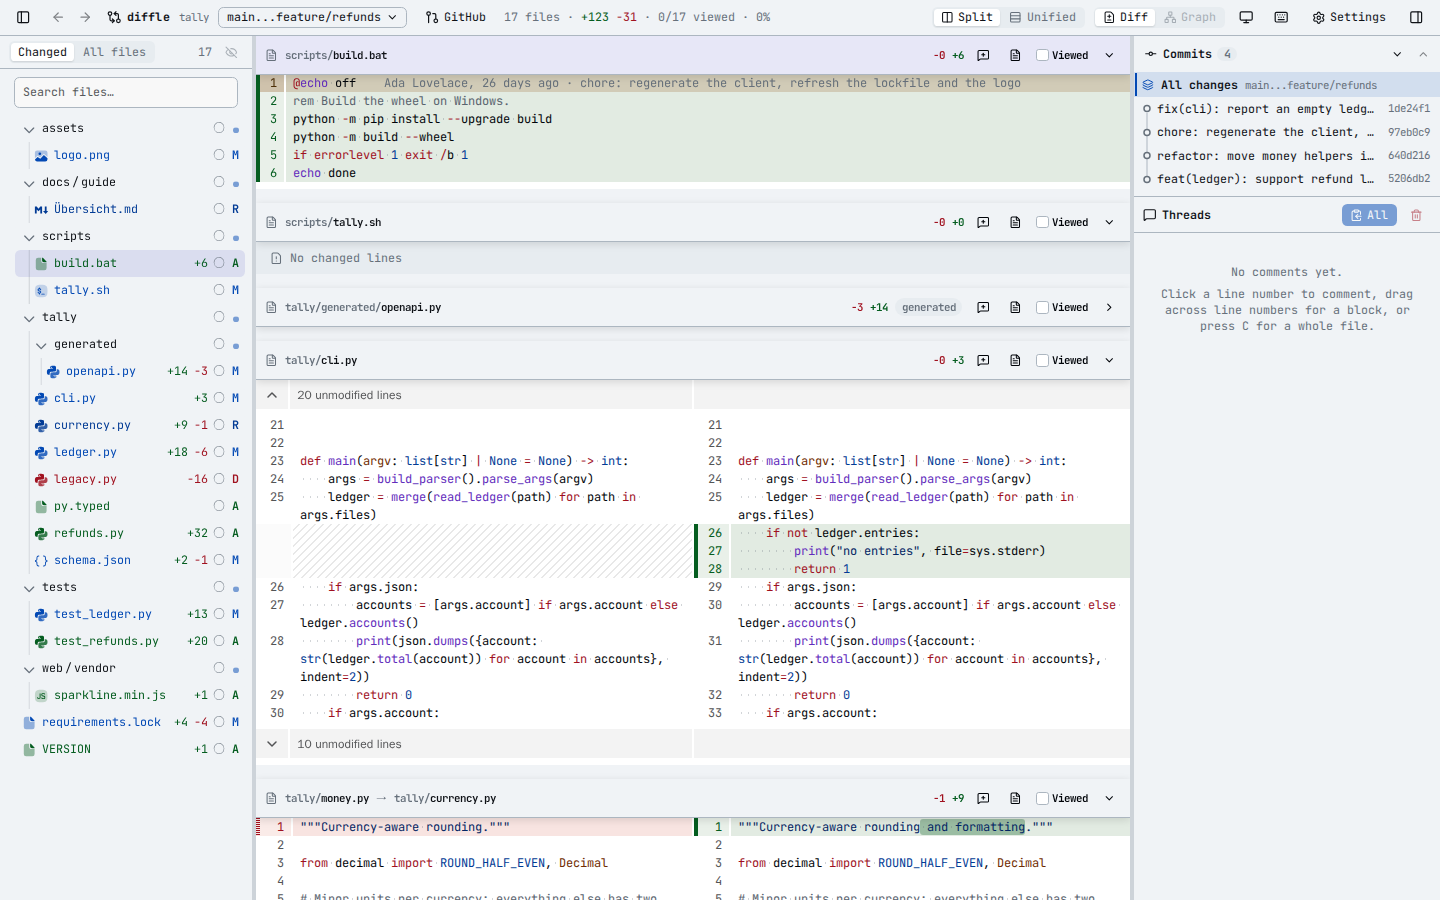 diffle tally main...feature/refunds GitHub 17 files · +123 -31 · 0/17 viewed · 0% Split Unified Diff Graph Settings
Changed All files 17
Search files…
assets
logo.png M
docs/guide
Übersicht.md R
scripts
build.bat +6 A
tally.sh M
tally
generated
openapi.py +14 -3 M
cli.py +3 M
currency.py +9 -1 R
ledger.py +18 -6 M
legacy.py -16 D
py.typed A
refunds.py +32 A
schema.json +2 -1 M
tests
test_ledger.py +13 M
test_refunds.py +20 A
web/vendor
sparkline.min.js +1 A
requirements.lock +4 -4 M
VERSION +1 A
scripts/build.bat -0 +6 Viewed
1 @echo off Ada Lovelace, 26 days ago · chore: regenerate the client, refresh the lockfile and the logo
2 rem Build the wheel on Windows.
3 python -m pip install --upgrade build
4 python -m build --wheel
5 if errorlevel 1 exit /b 1
6 echo done
scripts/tally.sh -0 +0 Viewed
No changed lines
tally/generated/openapi.py -3 +14 generated Viewed
tally/cli.py -0 +3 Viewed
20 unmodified lines
21
22
23 def main(argv: list[str] | None = None) -> int:
24 args = build_parser().parse_args(argv)
25 ledger = merge(read_ledger(path) for path in
args.files)
26 if args.json:
27 accounts = [args.account] if args.account else
ledger.accounts()
28 print(json.dumps({account:
str(ledger.total(account)) for account in accounts},
indent=2))
29 return 0
30 if args.account:
21
22
23 def main(argv: list[str] | None = None) -> int:
24 args = build_parser().parse_args(argv)
25 ledger = merge(read_ledger(path) for path in
args.files)
26 if not ledger.entries:
27 print("no entries", file=sys.stderr)
28 return 1
29 if args.json:
30 accounts = [args.account] if args.account else
ledger.accounts()
31 print(json.dumps({account:
str(ledger.total(account)) for account in accounts},
indent=2))
32 return 0
33 if args.account:
10 unmodified lines
tally/money.py → tally/currency.py -1 +9 Viewed
1 """Currency-aware rounding."""
2
3 from decimal import ROUND_HALF_EVEN, Decimal
4
5 # Minor units per currency; everything else has two
1 """Currency-aware rounding and formatting."""
2
3 from decimal import ROUND_HALF_EVEN, Decimal
4
5 # Minor units per currency; everything else has two
Commits 4
All changes main...feature/refunds
fix(cli): report an empty ledg… 1de24f1
chore: regenerate the client, … 97eb0c9
refactor: move money helpers i… 640d216
feat(ledger): support refund l… 5206db2
Threads All
No comments yet.
Click a line number to comment, drag
across line numbers for a block, or
press C for a whole file.